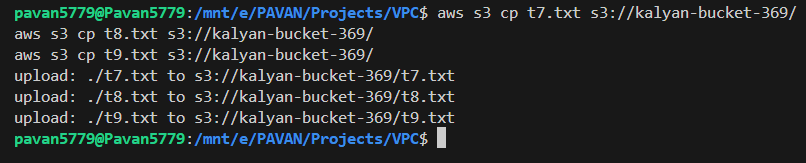 pavan5779@Pavan5779:/mnt/e/PAVAN/Projects/VPC$ aws s3 cp t7.txt s3://kalyan-bucket-369/
aws s3 cp t8.txt s3://kalyan-bucket-369/
aws s3 cp t9.txt s3://kalyan-bucket-369/
upload: ./t7.txt to s3://kalyan-bucket-369/t7.txt
upload: ./t8.txt to s3://kalyan-bucket-369/t8.txt
upload: ./t9.txt to s3://kalyan-bucket-369/t9.txt
pavan5779@Pavan5779:/mnt/e/PAVAN/Projects/VPC$